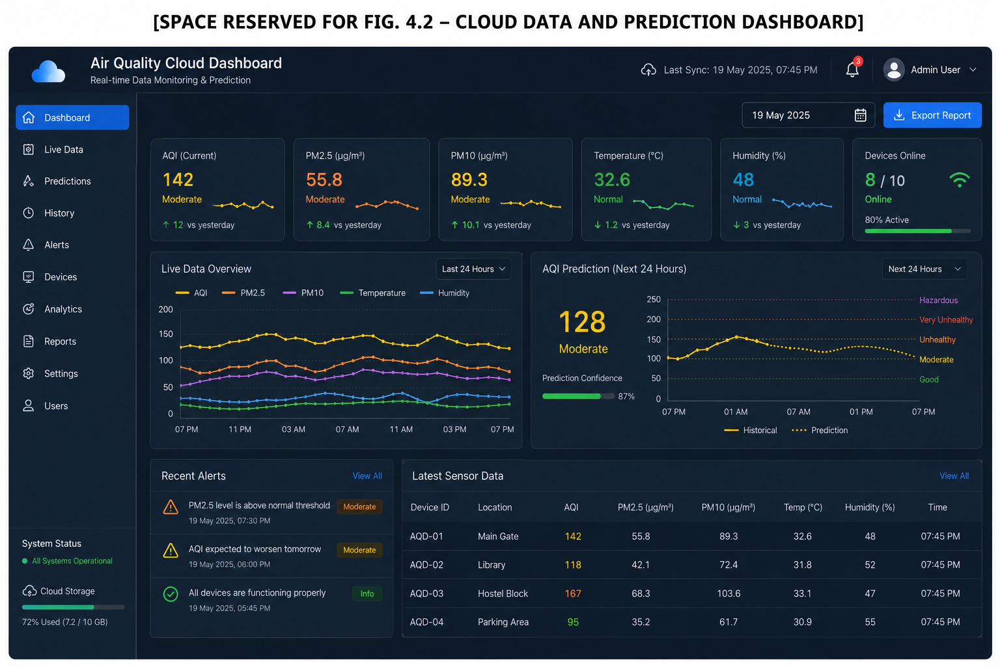 [SPACE RESERVED FOR FIG. 4.2 – CLOUD DATA AND PREDICTION DASHBOARD]
Air Quality Cloud Dashboard
Real-time Data Monitoring & Prediction
Last Sync: 19 May 2025, 07:45 PM
3
Admin User
Dashboard
Live Data
Predictions
History
Alerts
Devices
Analytics
Reports
Settings
Users
System Status
All Systems Operational
Cloud Storage
72% Used (7.2 / 10 GB)
19 May 2025
Export Report
AQI (Current)
142
Moderate
↑ 12 vs yesterday
PM2.5 (µg/m³)
55.8
Moderate
↑ 8.4 vs yesterday
PM10 (µg/m³)
89.3
Moderate
↑ 10.1 vs yesterday
Temperature (°C)
32.6
Normal
↓ 1.2 vs yesterday
Humidity (%)
48
Normal
↓ 3 vs yesterday
Devices Online
8 / 10
Online
80% Active
Live Data Overview
Last 24 Hours
AQI PM2.5 PM10 Temperature Humidity
200
150
100
50
0
07 PM 11 PM 03 AM 07 AM 11 AM 03 PM 07 PM
AQI Prediction (Next 24 Hours)
Next 24 Hours
128
Moderate
Prediction Confidence
87%
250 Hazardous
200 Very Unhealthy
150 Unhealthy
100 Moderate
50 Good
0
07 PM 01 AM 07 AM 01 PM 07 PM
Historical Prediction
Recent Alerts View All
PM2.5 level is above normal threshold Moderate
19 May 2025, 07:30 PM
AQI expected to worsen tomorrow Moderate
19 May 2025, 06:00 PM
All devices are functioning properly Info
19 May 2025, 05:45 PM
Latest Sensor Data View All
Device ID Location AQI PM2.5 (µg/m³) PM10 (µg/m³) Temp (°C) Humidity (%) Time
AQD-01 Main Gate 142 55.8 89.3 32.6 48 07:45 PM
AQD-02 Library 118 42.1 72.4 31.8 52 07:45 PM
AQD-03 Hostel Block 167 68.3 103.6 33.1 47 07:45 PM
AQD-04 Parking Area 95 35.2 61.7 30.9 55 07:45 PM